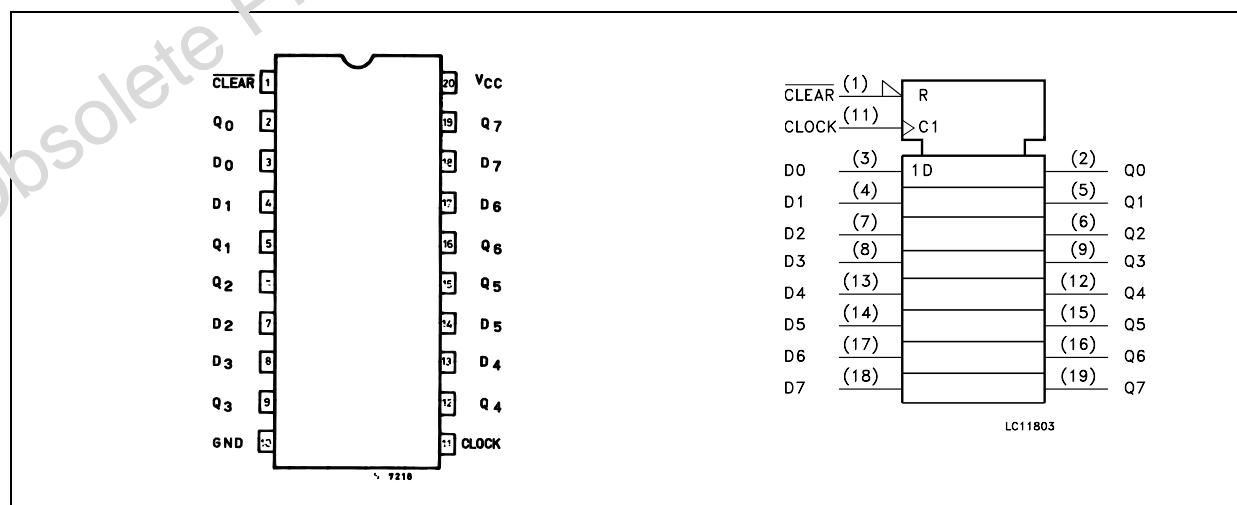 Obsolete P
CLEAR 1
20 VCC
Q0 2
19 Q7
D0 3
18 D7
D1 4
17 D6
Q1 5
16 Q6
Q2
15 Q5
D2 7
14 D5
D3 8
13 D4
Q3 9
12 Q4
GND 10
11 CLOCK
7218
CLEAR (1) R
CLOCK (11) C1
D0 (3) 1D (2) Q0
D1 (4) (5) Q1
D2 (7) (6) Q2
D3 (8) (9) Q3
D4 (13) (12) Q4
D5 (14) (15) Q5
D6 (17) (16) Q6
D7 (18) (19) Q7
LC11803